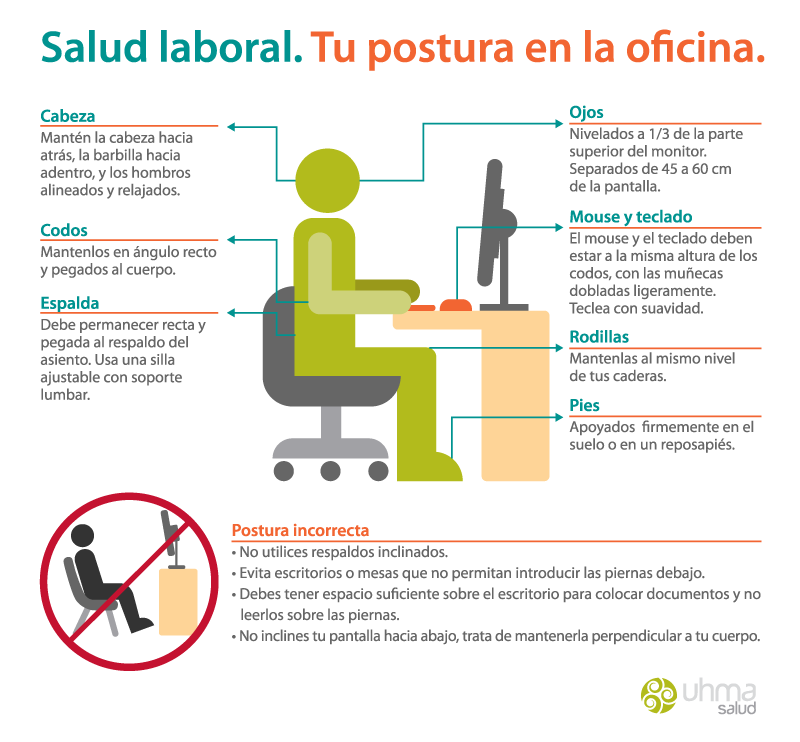 Salud laboral. Tu postura en la oficina.
Cabeza
Mantén la cabeza hacia
atrás, la barbilla hacia
adentro, y los hombros
alineados y relajados.
Codos
Mantenlos en ángulo recto
y pegados al cuerpo.
Espalda
Debe permanecer recta y
pegada al respaldo del
asiento. Usa una silla
ajustable con soporte
lumbar.
Ojos
Nivelados a 1/3 de la parte
superior del monitor.
Separados de 45 a 60 cm
de la pantalla.
Mouse y teclado
El mouse y el teclado deben
estar a la misma altura de los
codos, con las muñecas
dobladas ligeramente.
Teclea con suavidad.
Rodillas
Mantenlas al mismo nivel
de tus caderas.
Pies
Apoyados firmemente en el
suelo o en un reposapiés.
Postura incorrecta
• No utilices respaldos inclinados.
• Evita escritorios o mesas que no permitan introducir las piernas debajo.
• Debes tener espacio suficiente sobre el escritorio para colocar documentos y no
leerlos sobre las piernas.
• No inclines tu pantalla hacia abajo, trata de mantenerla perpendicular a tu cuerpo.
uhma
salud